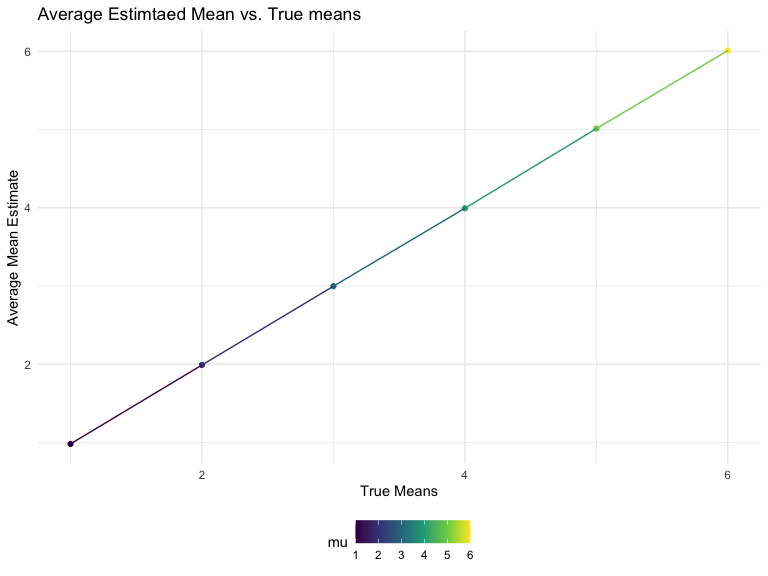 Average Estimtaed Mean vs. True means
6
4
2
Average Mean Estimate
2 4 6
True Means
mu
1 2 3 4 5 6